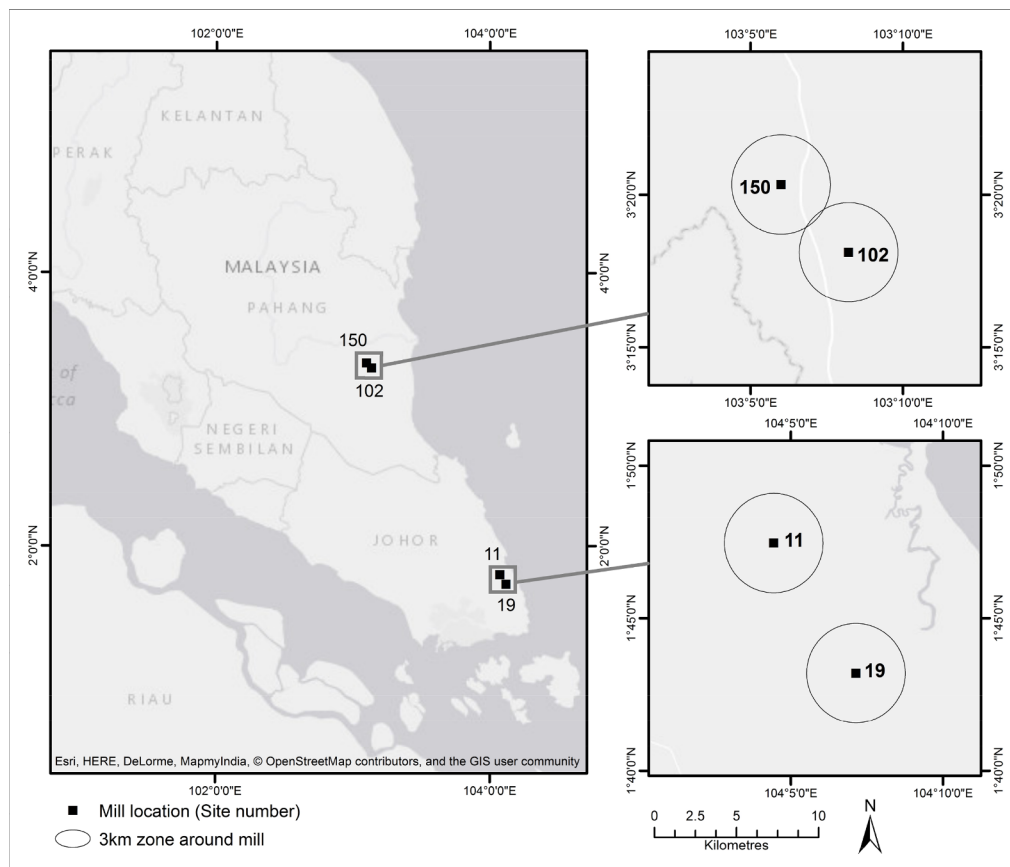 102°0'0"E
104°0'0"E
KELANTAN
PERAK
4°0'0"N
4°0'0"N
MALAYSIA
PAHANG
150
102
of
cca
NEGERI
SEMBILAN
JOHOR
2°0'0"N
2°0'0"N
11
19
RIAU
Esri, HERE, DeLorme, MapmyIndia, © OpenStreetMap contributors, and the GIS user community
102°0'0"E
104°0'0"E
103°5'0"E
103°10'0"E
3°20'0"N
3°20'0"N
150
102
3°15'0"N
3°15'0"N
103°5'0"E
103°10'0"E
104°5'0"E
104°10'0"E
1°50'0"N
1°50'0"N
11
1°45'0"N
1°45'0"N
19
1°40'0"N
1°40'0"N
104°5'0"E
104°10'0"E
Mill location (Site number)
3km zone around mill
0 2.5 5 10
Kilometres
N